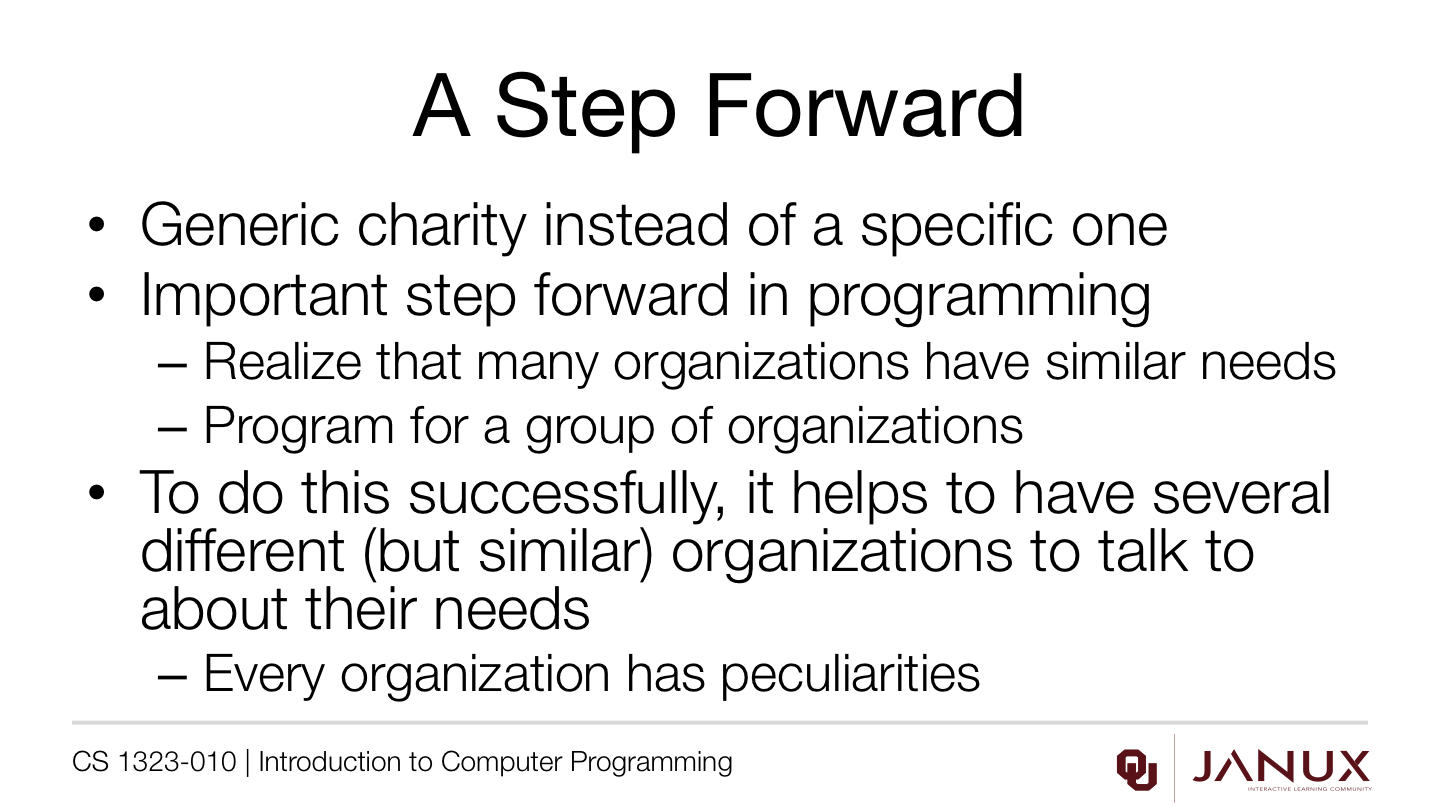 A Step Forward
• Generic charity instead of a specific one
• Important step forward in programming
– Realize that many organizations have similar needs
– Program for a group of organizations
• To do this successfully, it helps to have several
different (but similar) organizations to talk to
about their needs
– Every organization has peculiarities
CS 1323-010 | Introduction to Computer Programming
OU JANUX
INTERACTIVE LEARNING COMMUNITY